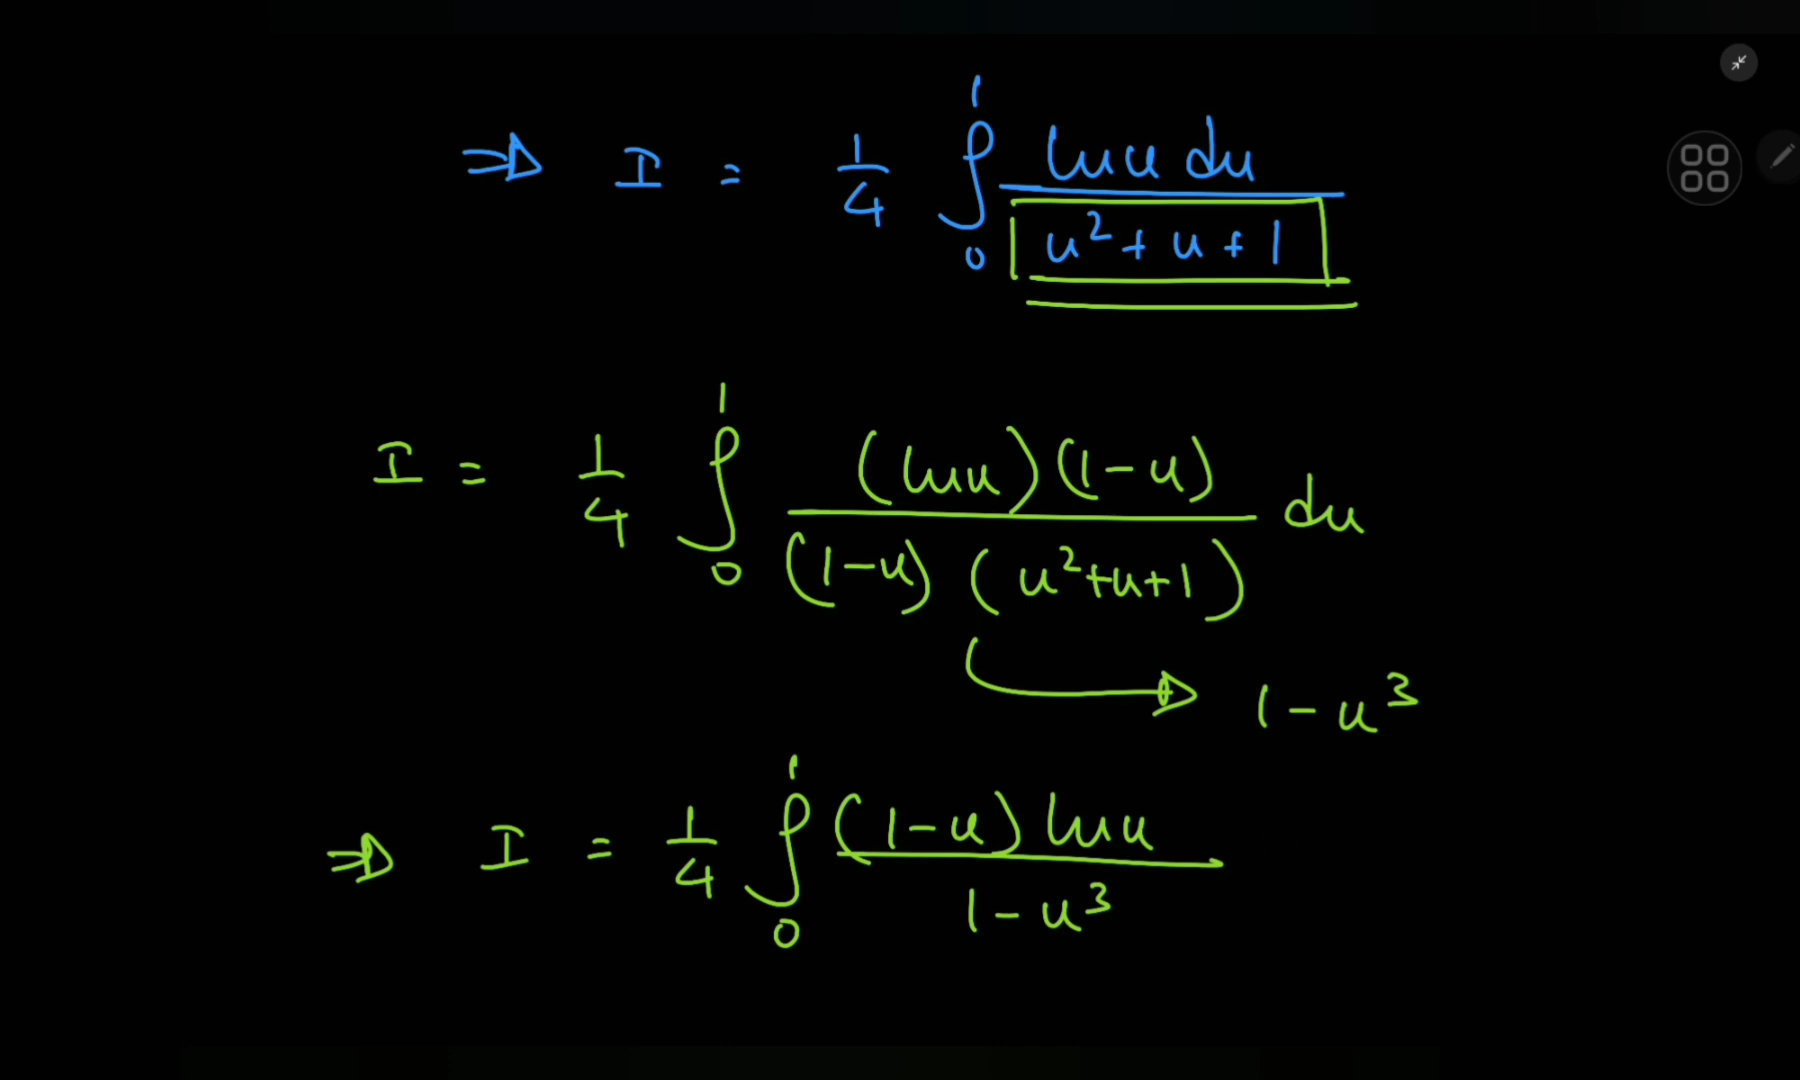 ⇒ I = 1/4 ∫₀¹ ln u du / (u² + u + 1)
I = 1/4 ∫₀¹ (ln u)(1-u) / ((1-u)(u²+u+1)) du
→ 1-u³
⇒ I = 1/4 ∫₀¹ (1-u) ln u / (1-u³)